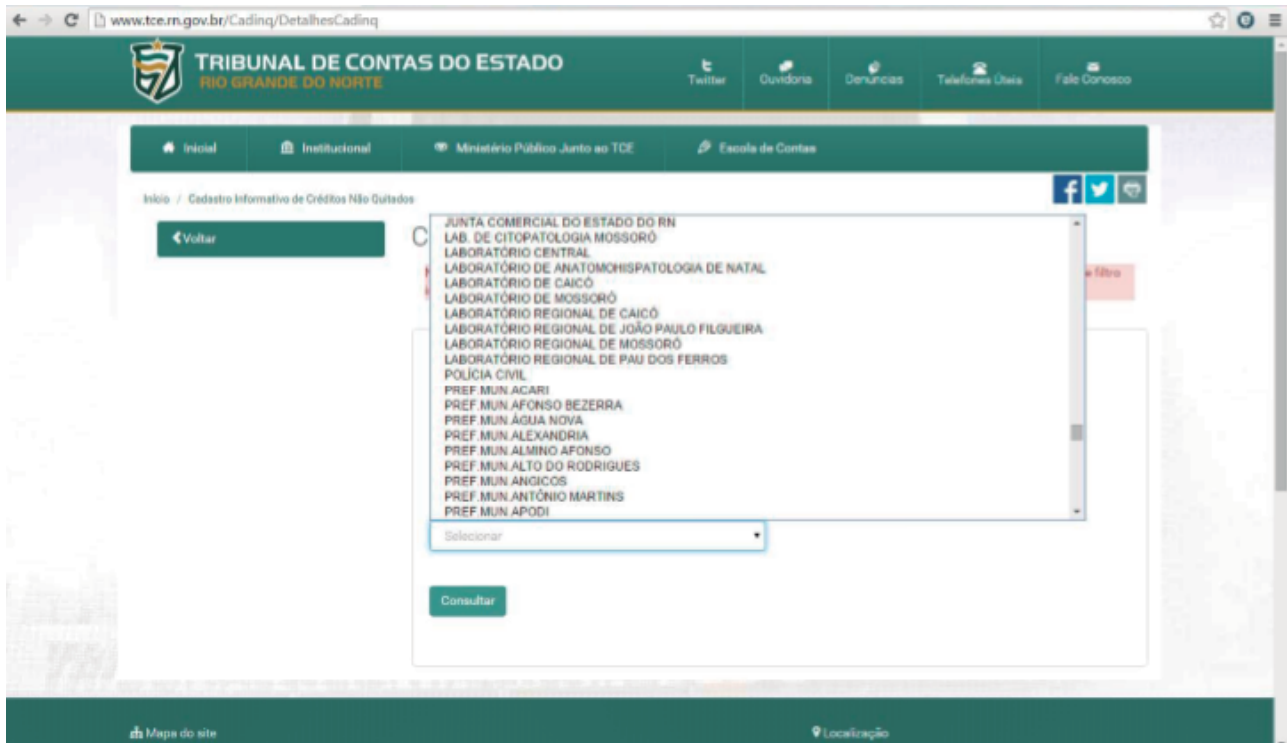 www.tce.rn.gov.br/Cadinq/DetalhesCadinq
TRIBUNAL DE CONTAS DO ESTADO
RIO GRANDE DO NORTE
Twitter
Ouvidoria
Denúncias
Telefones Úteis
Fale Conosco
Inicial
Institucional
Ministério Público Junto ao TCE
Escola de Contas
Início / Cadastro Informativo de Créditos Não Quitados
Voltar
C
JUNTA COMERCIAL DO ESTADO DO RN
LAB. DE CITOPATOLOGIA MOSSORÓ
LABORATÓRIO CENTRAL
LABORATÓRIO DE ANATOMOHISPATOLOGIA DE NATAL
LABORATÓRIO DE CAICÓ
LABORATÓRIO DE MOSSORÓ
LABORATÓRIO REGIONAL DE CAICÓ
LABORATÓRIO REGIONAL DE JOÃO PAULO FILGUEIRA
LABORATÓRIO REGIONAL DE MOSSORÓ
LABORATÓRIO REGIONAL DE PAU DOS FERROS
POLÍCIA CIVIL
PREF.MUN.ACARI
PREF.MUN.AFONSO BEZERRA
PREF.MUN.ÁGUA NOVA
PREF.MUN.ALEXANDRIA
PREF.MUN.ALMINO AFONSO
PREF.MUN.ALTO DO RODRIGUES
PREF.MUN.ANGICOS
PREF.MUN.ANTÔNIO MARTINS
PREF.MUN.APODI
filtro
Selecionar
Consultar
Mapa do site
Localização